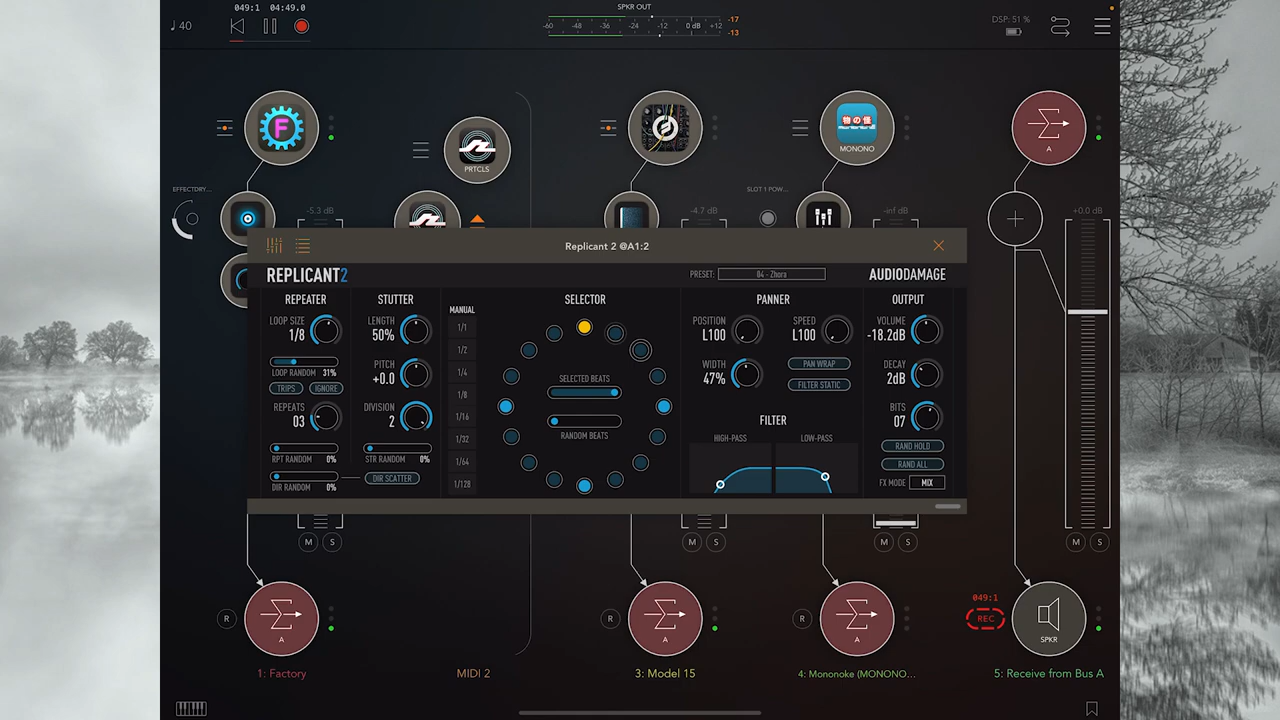 049:1 04:49.0
SPKR OUT
♩ 40
-60 -48 -36 -24 -12 0 dB +12
-17
-13
DSP: 51 %
F
PRTCLS
物の怪
MONONO
A
EFFECTDRY...
-5.3 dB
-4.7 dB
SLOT 1 POW...
-inf dB
+0.0 dB
Replicant 2 @A1:2
REPLICANT2
PRESET: 04 - Zhora
AUDIODAMAGE
REPEATER
LOOP SIZE
1/8
LOOP RANDOM 31%
TRIPS IGNORE
REPEATS
03
RPT RANDOM 0%
DIR RANDOM 0%
STUTTER
LENGTH
50%
PITCH
+0.0
DIVISION
2
STR RANDOM 0%
DIR SCATTER
MANUAL
1/1
1/2
1/4
1/8
1/16
1/32
1/64
1/128
SELECTOR
SELECTED BEATS
RANDOM BEATS
PANNER
POSITION
L100
SPEED
L100
WIDTH
47%
PAN WRAP
FILTER STATIC
FILTER
HIGH-PASS LOW-PASS
OUTPUT
VOLUME
-18.2dB
DECAY
2dB
BITS
07
RAND HOLD
RAND ALL
FX MODE MIX
M S
M S
M S
M S
049:1
R A
R A
R A
REC
SPKR
1: Factory
MIDI 2
3: Model 15
4: Mononoke (MONONO...
5: Receive from Bus A